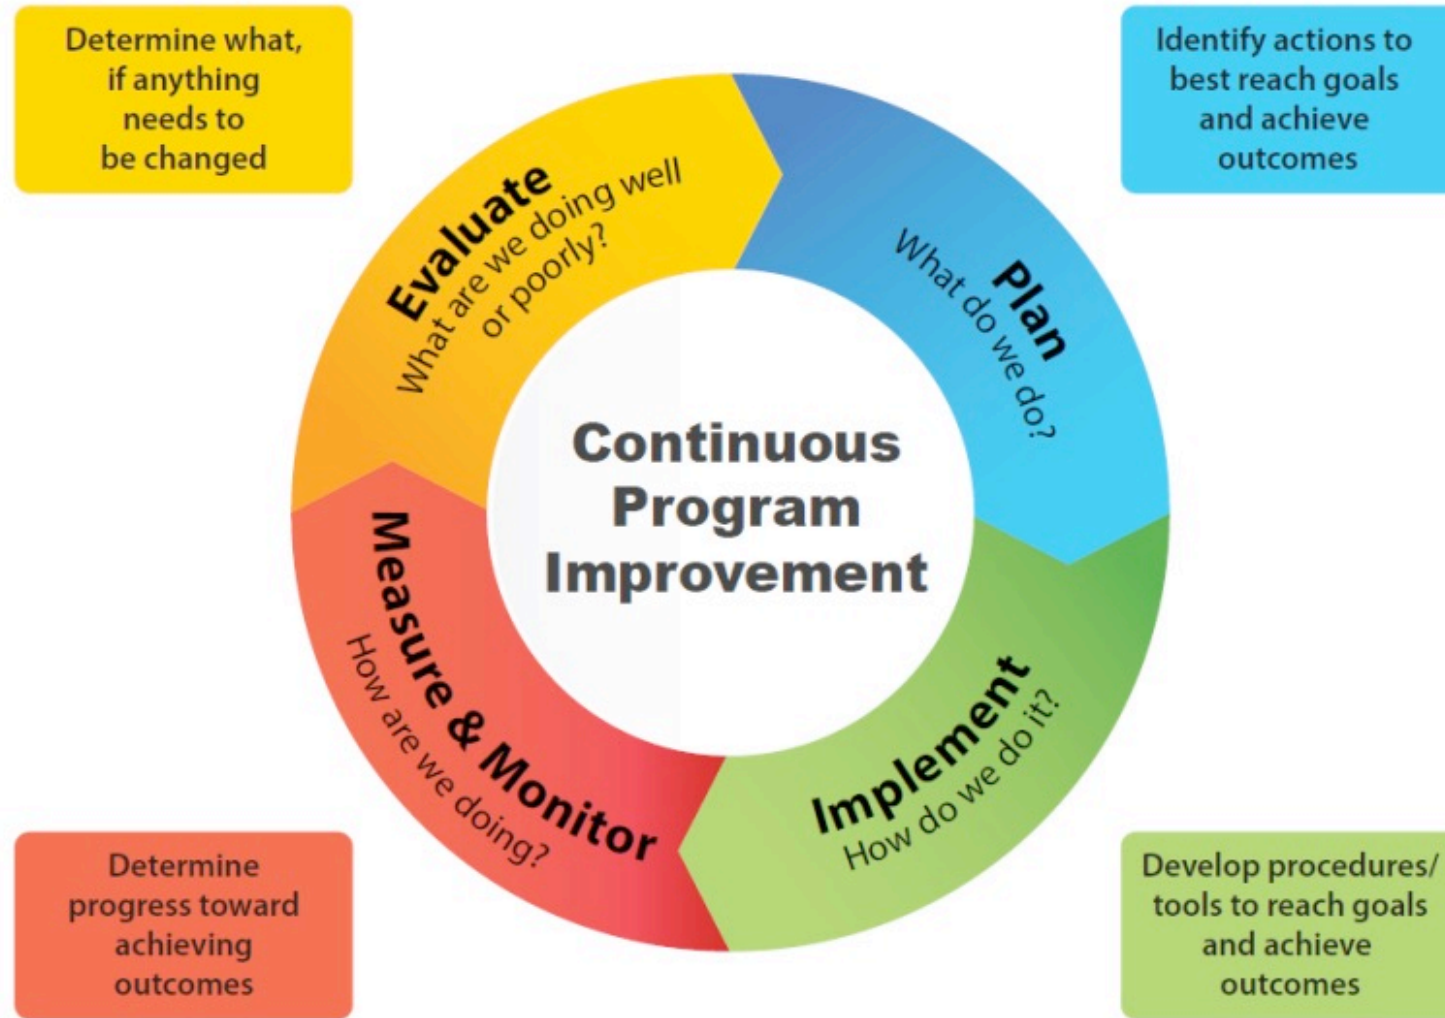 Determine what,
if anything
needs to
be changed
Identify actions to
best reach goals
and achieve
outcomes
Evaluate
What are we doing well
or poorly?
Plan
What do we do?
Continuous
Program
Improvement
Measure & Monitor
How are we doing?
Implement
How do we do it?
Determine
progress toward
achieving
outcomes
Develop procedures/
tools to reach goals
and achieve
outcomes